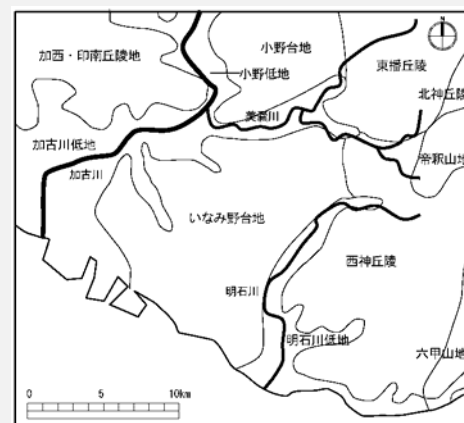 N
小野台地
加西・印南丘陵地
東播丘陵
小野低地
北神丘陵
美嚢川
加古川低地
帝釈山地
加古川
いなみ野台地
西神丘陵
明石川
明石川低地
六甲山地
0 5 10km